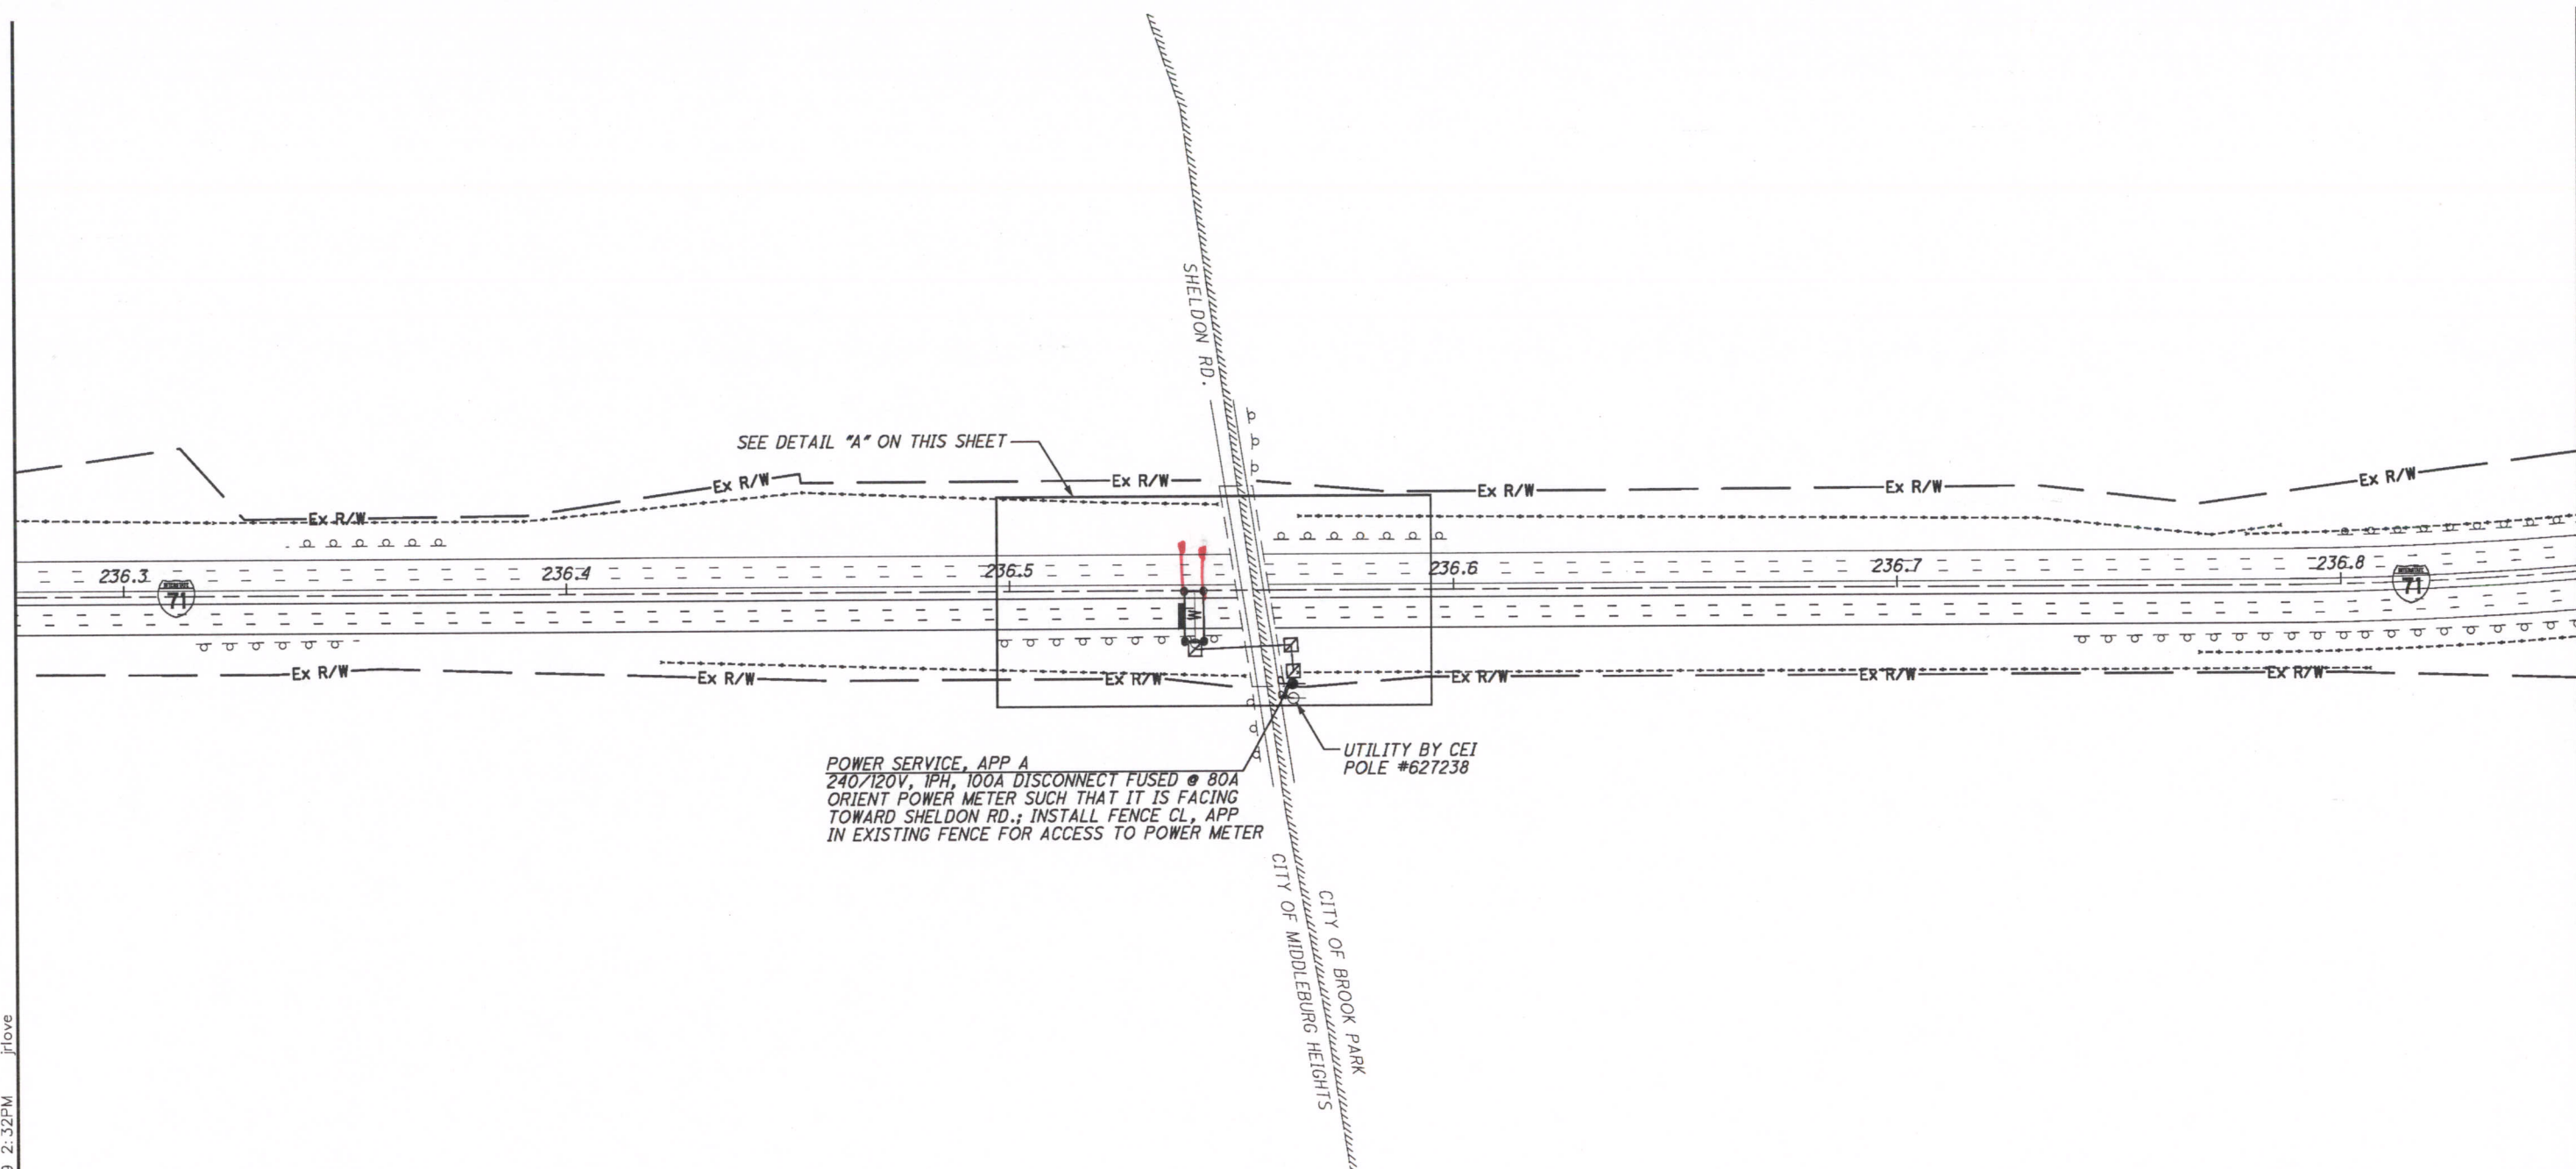 SHELDON RD.
SEE DETAIL "A" ON THIS SHEET
Ex R/W
Ex R/W
Ex R/W
Ex R/W
Ex R/W
Ex R/W
236.3
236.4
236.5
236.6
236.7
236.8
INTERSTATE
71
INTERSTATE
71
W
Ex R/W
Ex R/W
Ex R/W
Ex R/W
Ex R/W
Ex R/W
POWER SERVICE, APP A
240/120V, 1PH, 100A DISCONNECT FUSED @ 80A
ORIENT POWER METER SUCH THAT IT IS FACING
TOWARD SHELDON RD.; INSTALL FENCE CL, APP
IN EXISTING FENCE FOR ACCESS TO POWER METER
UTILITY BY CEI
POLE #627238
CITY OF MIDDLEBURG HEIGHTS
CITY OF BROOK PARK
9 2:32PM jrlove